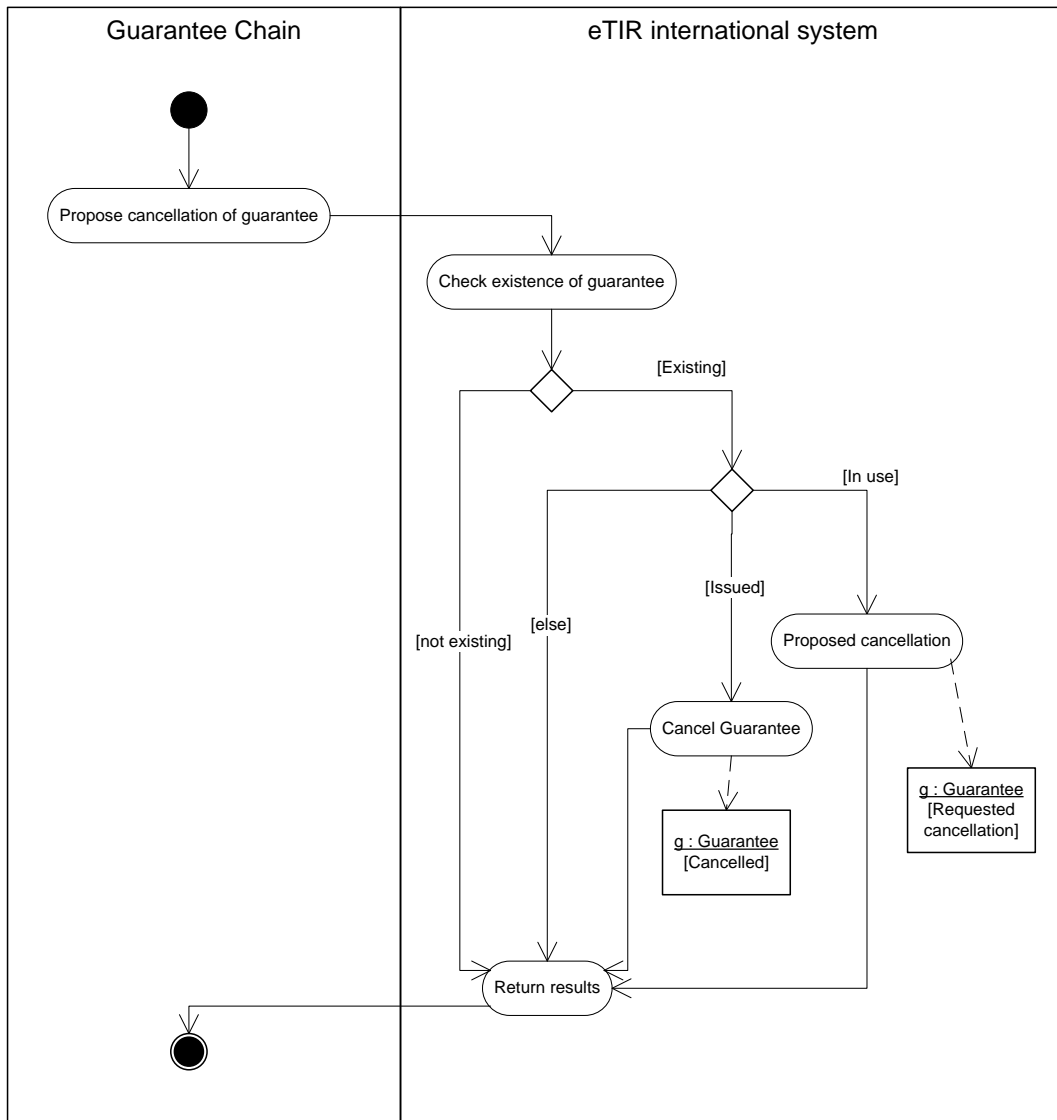 Guarantee Chain
eTIR international system
Propose cancellation of guarantee
Check existence of guarantee
[Existing]
[In use]
[Issued]
[else]
[not existing]
Proposed cancellation
Cancel Guarantee
g : Guarantee
[Requested
cancellation]
g : Guarantee
[Cancelled]
Return results